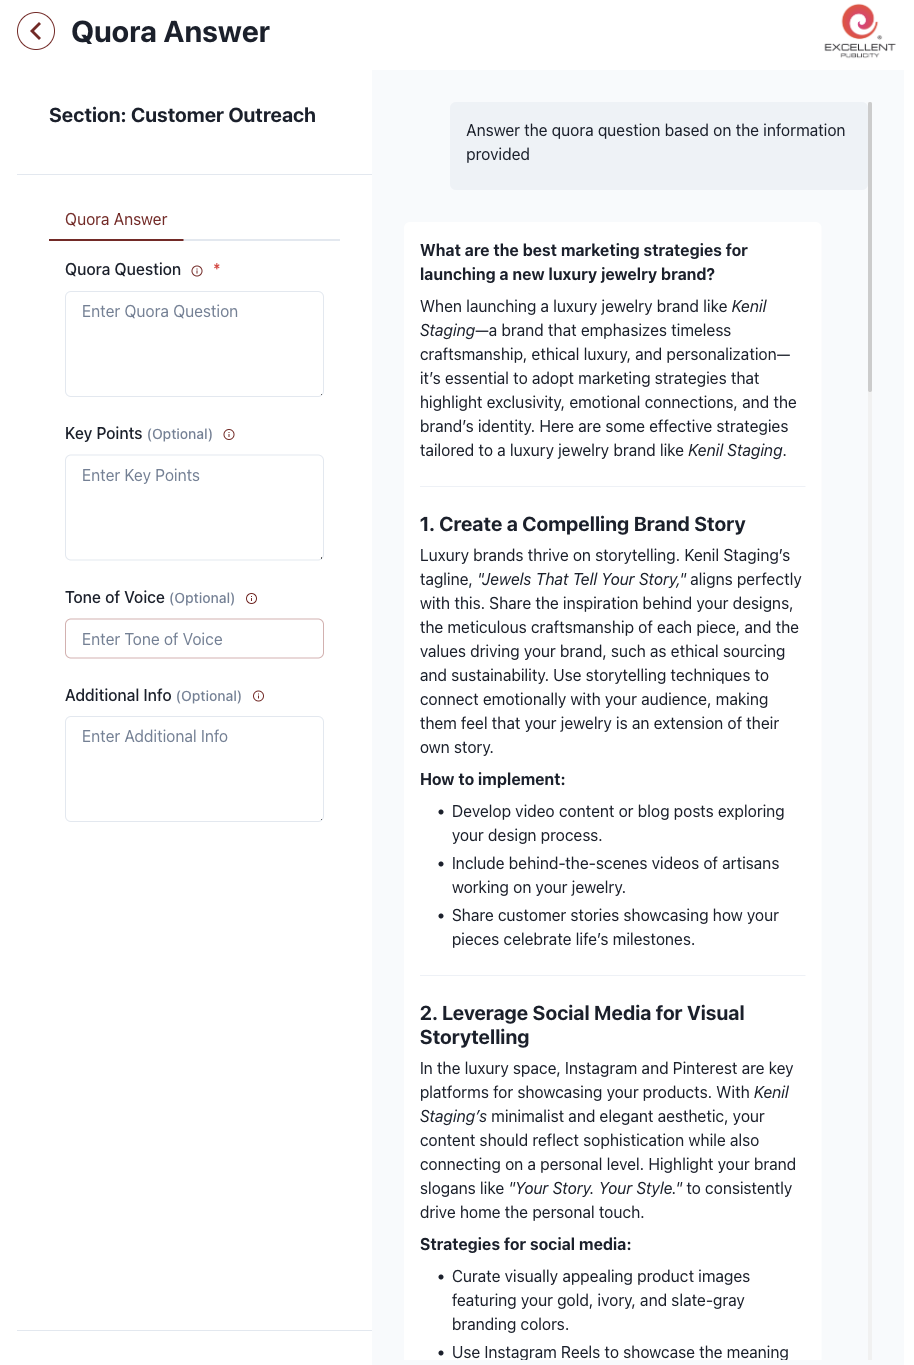 Quora Answer
EXCELLENT
PUBLICITY
Section: Customer Outreach
Quora Answer
Quora Question *
Enter Quora Question
Key Points (Optional)
Enter Key Points
Tone of Voice (Optional)
Enter Tone of Voice
Additional Info (Optional)
Enter Additional Info
Answer the quora question based on the information
provided
What are the best marketing strategies for
launching a new luxury jewelry brand?
When launching a luxury jewelry brand like Kenil
Staging—a brand that emphasizes timeless
craftsmanship, ethical luxury, and personalization—
it's essential to adopt marketing strategies that
highlight exclusivity, emotional connections, and the
brand's identity. Here are some effective strategies
tailored to a luxury jewelry brand like Kenil Staging.
1. Create a Compelling Brand Story
Luxury brands thrive on storytelling. Kenil Staging's
tagline, "Jewels That Tell Your Story," aligns perfectly
with this. Share the inspiration behind your designs,
the meticulous craftsmanship of each piece, and the
values driving your brand, such as ethical sourcing
and sustainability. Use storytelling techniques to
connect emotionally with your audience, making
them feel that your jewelry is an extension of their
own story.
How to implement:
• Develop video content or blog posts exploring
your design process.
• Include behind-the-scenes videos of artisans
working on your jewelry.
• Share customer stories showcasing how your
pieces celebrate life's milestones.
2. Leverage Social Media for Visual
Storytelling
In the luxury space, Instagram and Pinterest are key
platforms for showcasing your products. With Kenil
Staging's minimalist and elegant aesthetic, your
content should reflect sophistication while also
connecting on a personal level. Highlight your brand
slogans like "Your Story. Your Style." to consistently
drive home the personal touch.
Strategies for social media:
• Curate visually appealing product images
featuring your gold, ivory, and slate-gray
branding colors.
• Use Instagram Reels to showcase the meaning